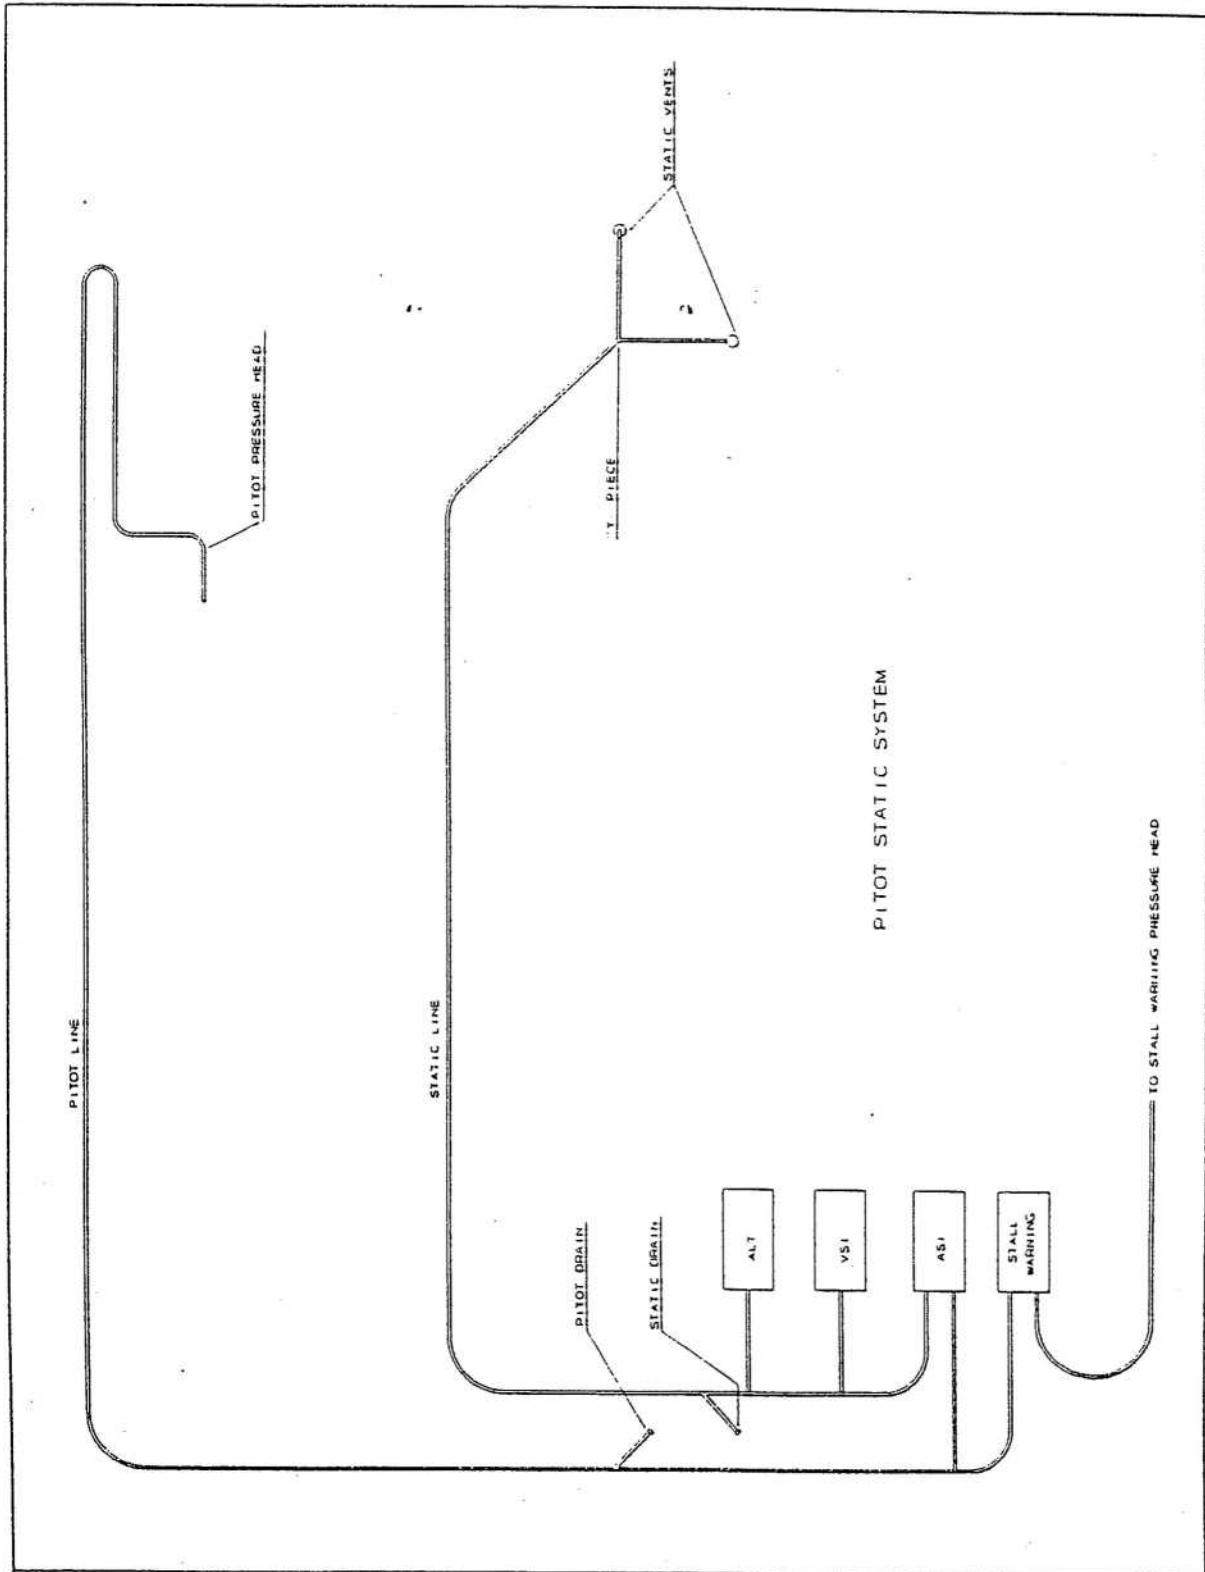 PITOT LINE
PITOT PRESSURE HEAD
STATIC LINE
STATIC VENTS
"T" PIECE
PITOT DRAIN
STATIC DRAIN
ALT
VSI
ASI
STALL
WARNING
PITOT STATIC SYSTEM
TO STALL WARNING PRESSURE HEAD